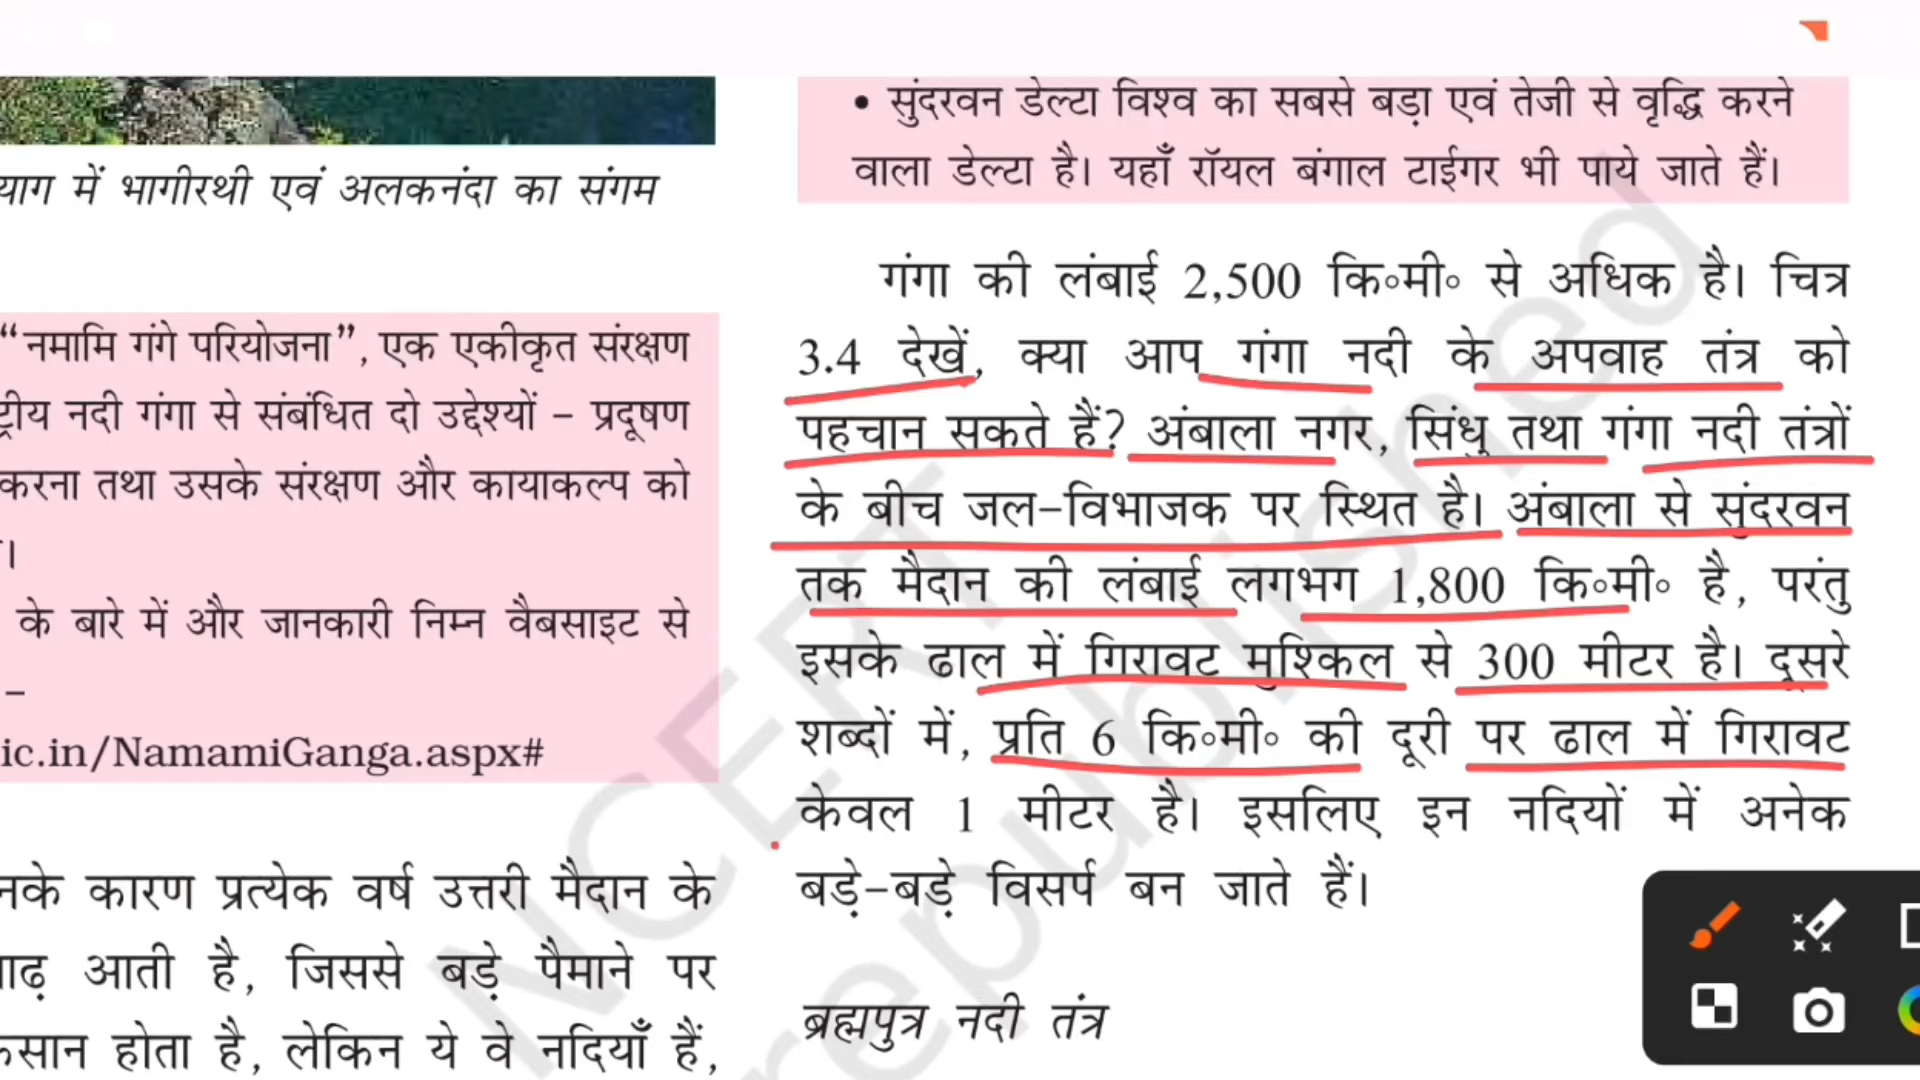 याग में भागीरथी एवं अलकनंदा का संगम
“नमामि गंगे परियोजना”, एक एकीकृत संरक्षण
ट्रीय नदी गंगा से संबंधित दो उद्देश्यों – प्रदूषण
करना तथा उसके संरक्षण और कायाकल्प को
।
के बारे में और जानकारी निम्न वैबसाइट से
–
ic.in/NamamiGanga.aspx#
नके कारण प्रत्येक वर्ष उत्तरी मैदान के
बाढ़ आती है, जिससे बड़े पैमाने पर
होता है, लेकिन ये वे नदियाँ हैं,
• सुंदरवन डेल्टा विश्व का सबसे बड़ा एवं तेजी से वृद्धि करने
वाला डेल्टा है। यहाँ रॉयल बंगाल टाईगर भी पाये जाते हैं।
गंगा की लंबाई 2,500 कि॰मी॰ से अधिक है। चित्र
3.4 देखें, क्या आप गंगा नदी के अपवाह तंत्र को
पहचान सकते हैं? अंबाला नगर, सिंधु तथा गंगा नदी तंत्रों
के बीच जल-विभाजक पर स्थित है। अंबाला से सुंदरवन
तक मैदान की लंबाई लगभग 1,800 कि॰मी॰ है, परंतु
इसके ढाल में गिरावट मुश्किल से 300 मीटर है। दूसरे
शब्दों में, प्रति 6 कि॰मी॰ की दूरी पर ढाल में गिरावट
केवल 1 मीटर है। इसलिए इन नदियों में अनेक
बड़े-बड़े विसर्प बन जाते हैं।
ब्रह्मपुत्र नदी तंत्र
NCERT
republished